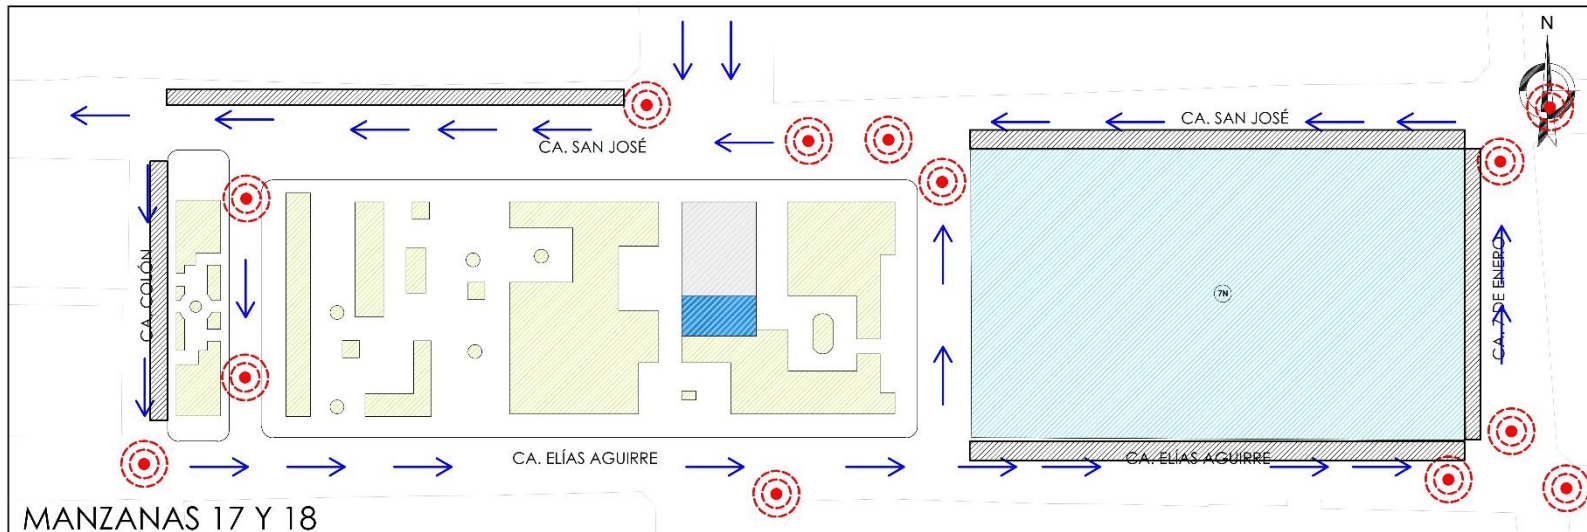 N
CA. SAN JOSÉ
CA. SAN JOSÉ
CA. COLÓN
7N
CA. 7 DE ENERO
CA. ELÍAS AGUIRRE
CA. ELÍAS AGUIRRE
MANZANAS 17 Y 18